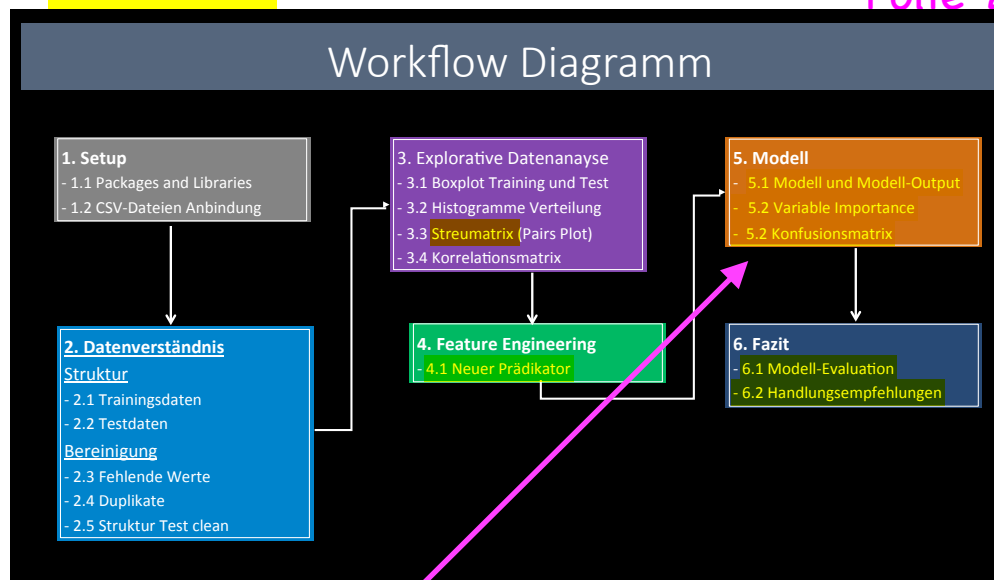 Workflow Diagramm
1. Setup
- 1.1 Packages and Libraries
- 1.2 CSV-Dateien Anbindung
2. Datenverständnis
Struktur
- 2.1 Trainingsdaten
- 2.2 Testdaten
Bereinigung
- 2.3 Fehlende Werte
- 2.4 Duplikate
- 2.5 Struktur Test clean
3. Explorative Datenanayse
- 3.1 Boxplot Training und Test
- 3.2 Histogramme Verteilung
- 3.3 Streumatrix (Pairs Plot)
- 3.4 Korrelationsmatrix
4. Feature Engineering
- 4.1 Neuer Prädikator
5. Modell
- 5.1 Modell und Modell-Output
- 5.2 Variable Importance
- 5.2 Konfusionsmatrix
6. Fazit
- 6.1 Modell-Evaluation
- 6.2 Handlungsempfehlungen